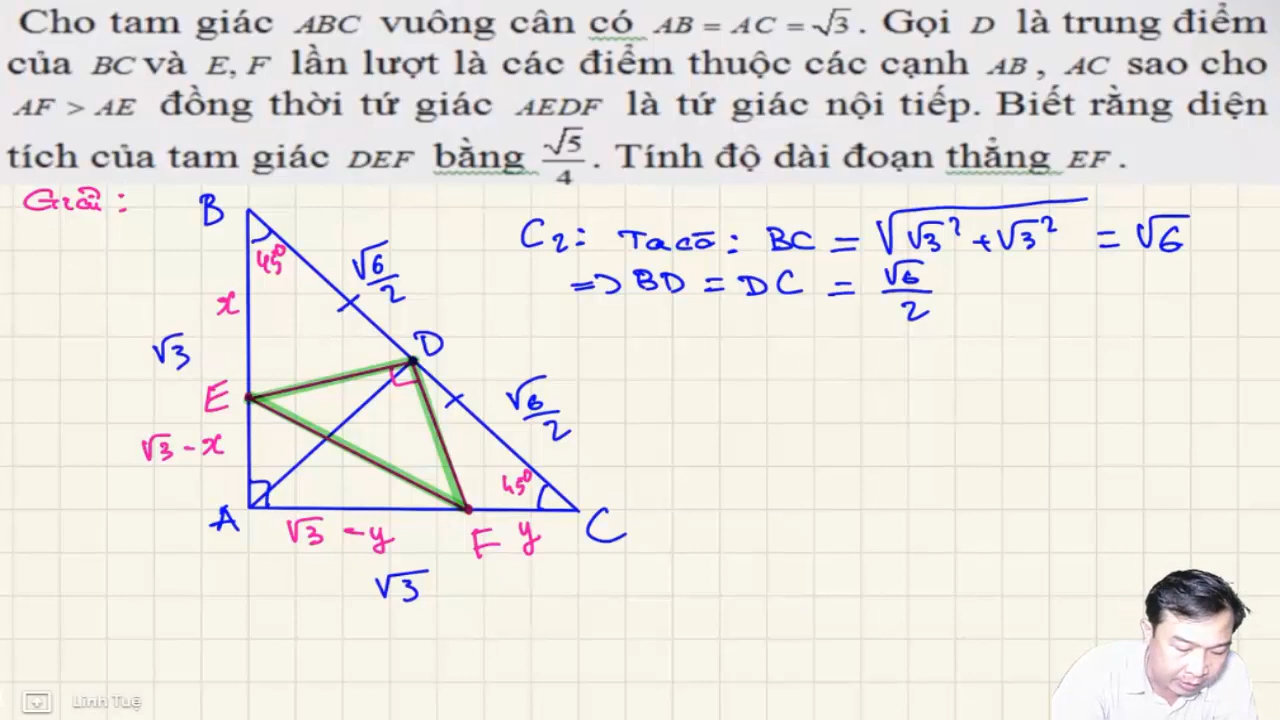 Cho tam giác ABC vuông cân có AB = AC = √3. Gọi D là trung điểm
của BC và E, F lần lượt là các điểm thuộc các cạnh AB, AC sao cho
AF > AE đồng thời tứ giác AEDF là tứ giác nội tiếp. Biết rằng diện
tích của tam giác DEF bằng √5/4. Tính độ dài đoạn thẳng EF.
Giải:
C2: Ta có: BC = √(√3² + √3²) = √6
=> BD = DC = √6/2
B
45°
√6/2
x
√3
D
E
√6/2
√3 - x
45°
A
√3 - y
F
y
C
√3
Linh Tuệ